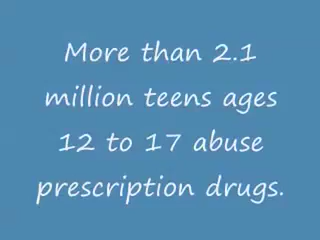 More than 2.1
million teens ages
12 to 17 abuse
prescription drugs.